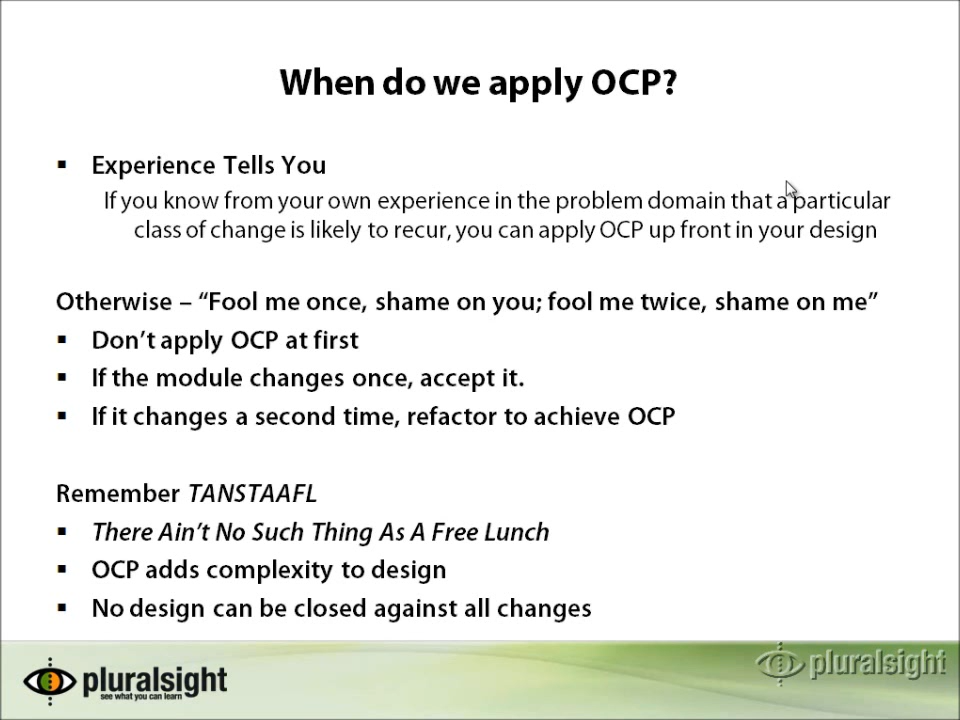 When do we apply OCP?
▪ Experience Tells You
If you know from your own experience in the problem domain that a particular
class of change is likely to recur, you can apply OCP up front in your design
Otherwise – “Fool me once, shame on you; fool me twice, shame on me”
▪ Don’t apply OCP at first
▪ If the module changes once, accept it.
▪ If it changes a second time, refactor to achieve OCP
Remember TANSTAAFL
▪ There Ain’t No Such Thing As A Free Lunch
▪ OCP adds complexity to design
▪ No design can be closed against all changes
pluralsight
see what you can learn
pluralsight